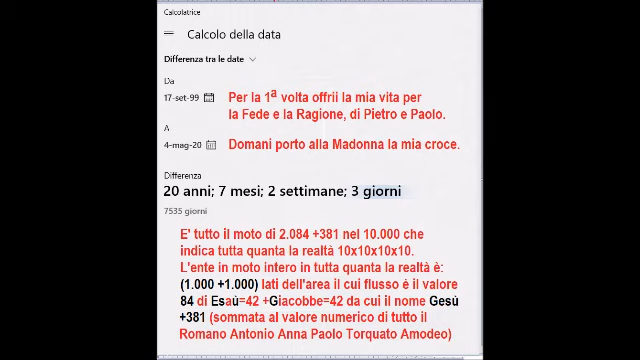 Calcolatrice
Calcolo della data
Differenza tra le date
Da
17-set-99
Per la 1ª volta offrii la mia vita per
la Fede e la Ragione, di Pietro e Paolo.
A
4-mag-20
Domani porto alla Madonna la mia croce.
Differenza
20 anni; 7 mesi; 2 settimane; 3 giorni
7535 giorni
E' tutto il moto di 2.084 +381 nel 10.000 che
indica tutta quanta la realtà 10x10x10x10.
L'ente in moto intero in tutta quanta la realtà è:
(1.000 +1.000) lati dell'area il cui flusso è il valore
84 di Esaù=42 +Giacobbe=42 da cui il nome Gesù
+381 (sommata al valore numerico di tutto il
Romano Antonio Anna Paolo Torquato Amodeo)